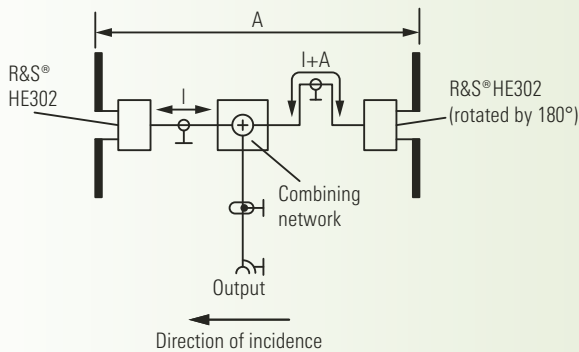 A
R&S®
HE302
I
I+A
R&S®HE302
(rotated by 180°)
+
Combining
network
Output
Direction of incidence